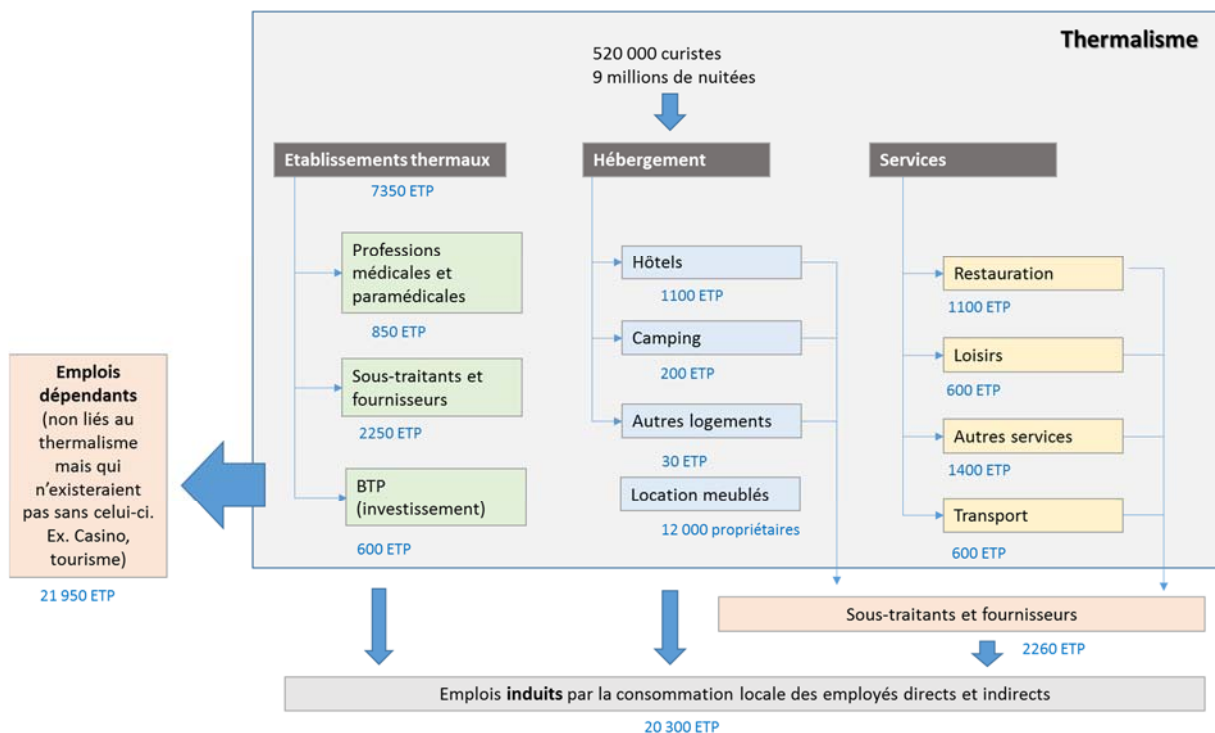 Thermalisme
520 000 curistes
9 millions de nuitées
Etablissements thermaux
7350 ETP
Professions
médicales et
paramédicales
850 ETP
Sous-traitants et
fournisseurs
2250 ETP
BTP
(investissement)
600 ETP
Hébergement
Hôtels
1100 ETP
Camping
200 ETP
Autres logements
30 ETP
Location meublés
12 000 propriétaires
Services
Restauration
1100 ETP
Loisirs
600 ETP
Autres services
1400 ETP
Transport
600 ETP
Emplois
dépendants
(non liés au
thermalisme
mais qui
n'existeraient
pas sans celui-ci.
Ex. Casino,
tourisme)
21 950 ETP
Sous-traitants et fournisseurs
2260 ETP
Emplois induits par la consommation locale des employés directs et indirects
20 300 ETP